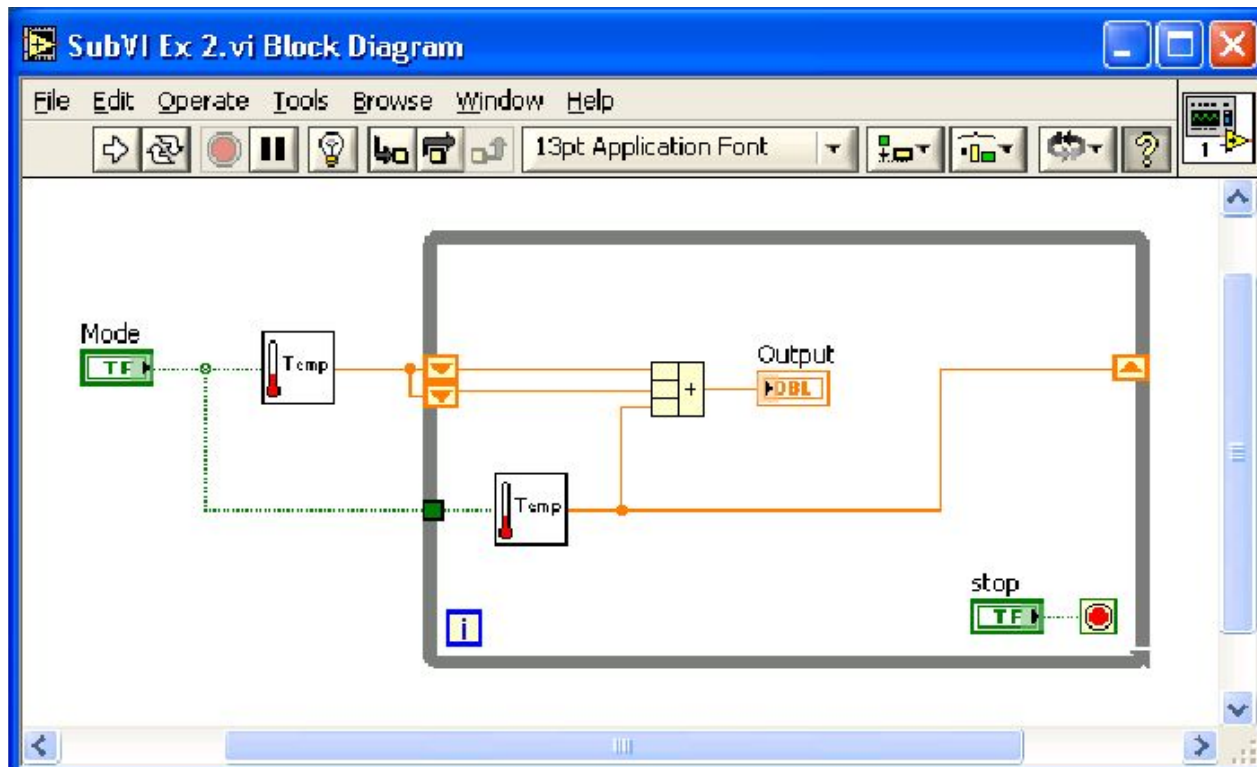 SubVI Ex 2.vi Block Diagram
File Edit Operate Tools Browse Window Help
13pt Application Font
1
Mode
TF
Temp
Output
DBL
+
Temp
stop
TF
i